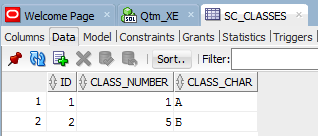 Welcome Page Qtm_XE SC_CLASSES
Columns Data Model Constraints Grants Statistics Triggers
Sort.. Filter:
ID CLASS_NUMBER CLASS_CHAR
1 1 1 A
2 2 5 B